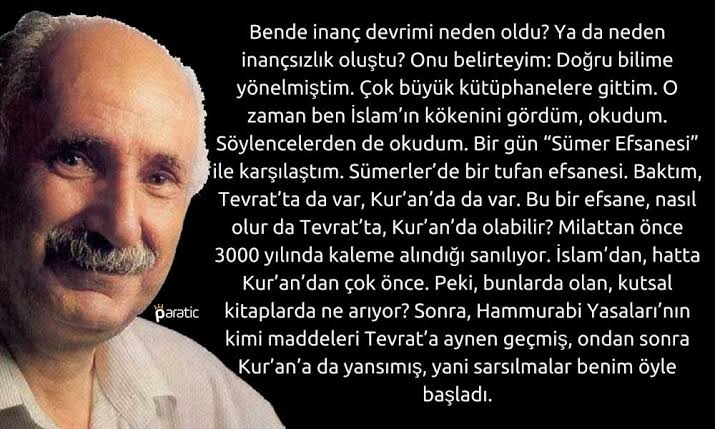 Bende inanç devrimi neden oldu? Ya da neden
inançsızlık oluştu? Onu belirteyim: Doğru bilime
yönelmiştim. Çok büyük kütüphanelere gittim. O
zaman ben İslam’ın kökenini gördüm, okudum.
Söylencelerden de okudum. Bir gün “Sümer Efsanesi”
ile karşılaştım. Sümerler’de bir tufan efsanesi. Baktım,
Tevrat’ta da var, Kur’an’da da var. Bu bir efsane, nasıl
olur da Tevrat’ta, Kur’an’da olabilir? Milattan önce
3000 yılında kaleme alındığı sanılıyor. İslam’dan, hatta
Kur’an’dan çok önce. Peki, bunlarda olan, kutsal
kitaplarda ne arıyor? Sonra, Hammurabi Yasaları’nın
kimi maddeleri Tevrat’a aynen geçmiş, ondan sonra
Kur’an’a da yansımış, yani sarsılmalar benim öyle
başladı.
paratic